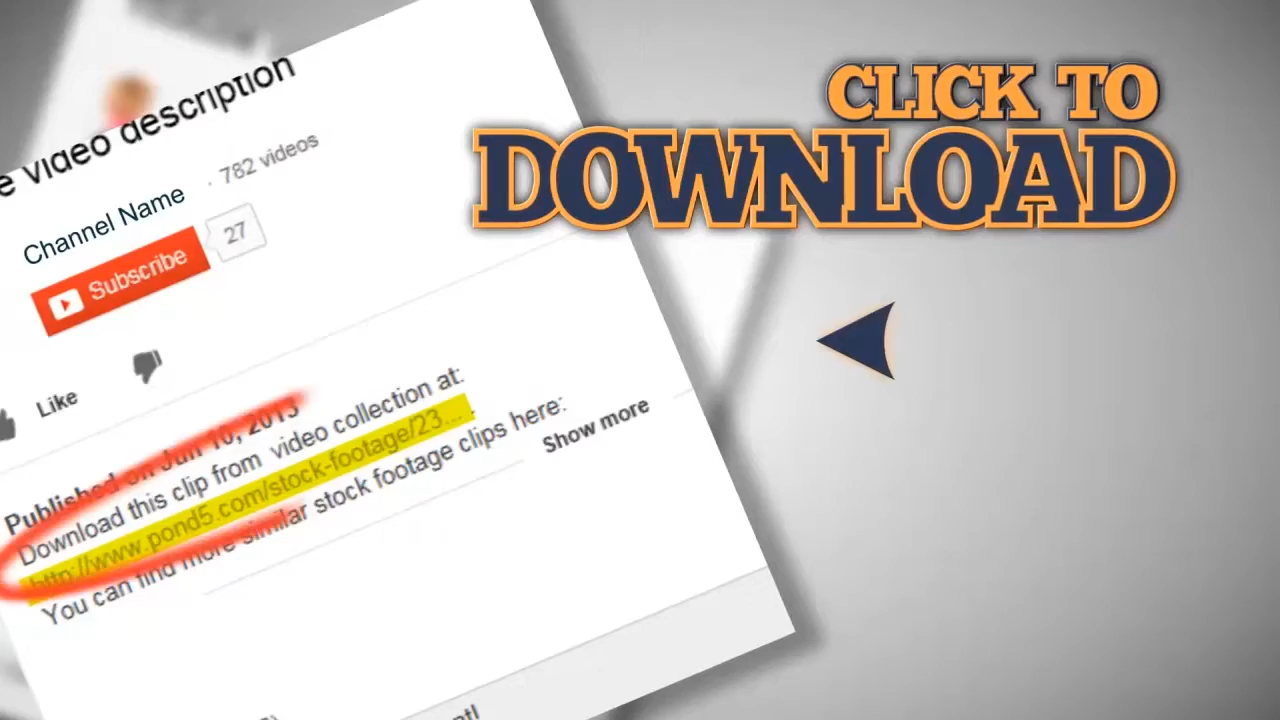 CLICK TO
DOWNLOAD
e video description
Channel Name
· 782 videos
Subscribe
27
Like
Published on Jun 10, 2013
Download this clip from video collection at:
http://www.pond5.com/stock-footage/23... .
You can find more similar stock footage clips here:
Show more